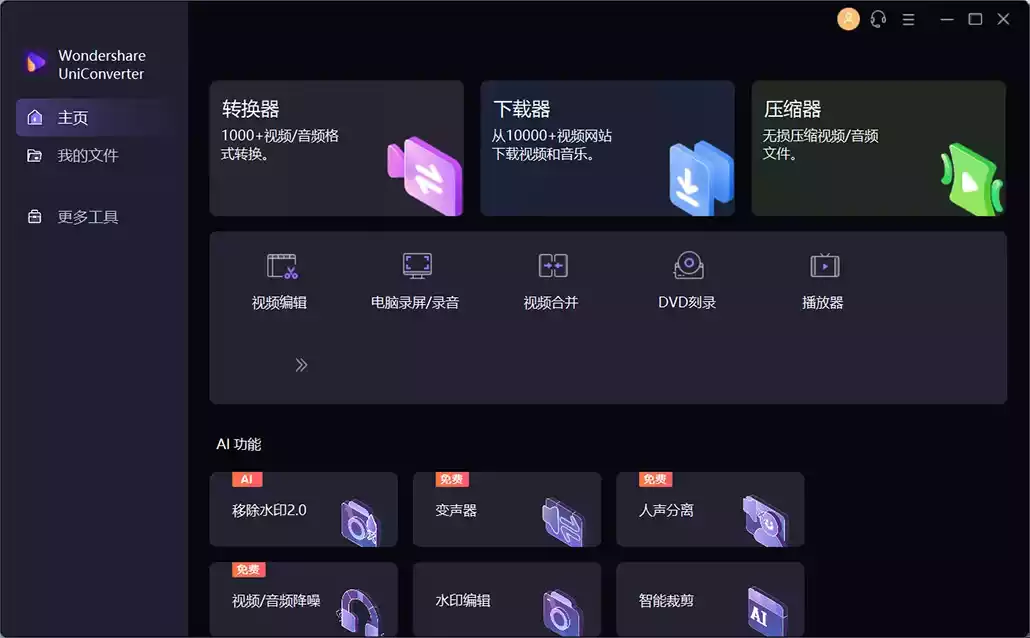 Wondershare
UniConverter
主页
我的文件
更多工具
转换器
1000+视频/音频格
式转换。
下载器
从10000+视频网站
下载视频和音乐。
压缩器
无损压缩视频/音频
文件。
视频编辑
电脑录屏/录音
视频合并
DVD刻录
播放器
AI 功能
AI
移除水印2.0
免费
变声器
免费
人声分离
免费
视频/音频降噪
水印编辑
智能裁剪
AI